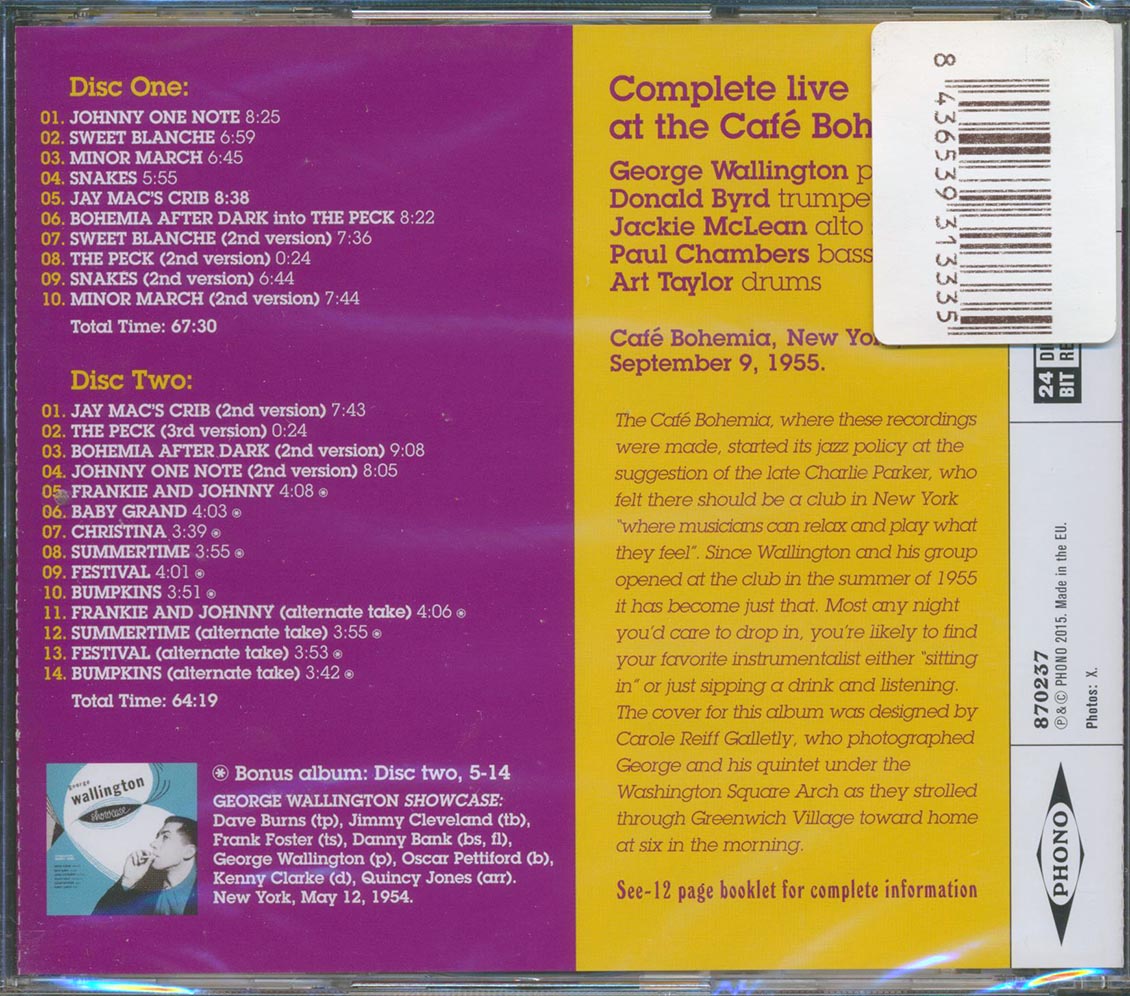 Disc One:
01. JOHNNY ONE NOTE 8:25
02. SWEET BLANCHE 6:59
03. MINOR MARCH 6:45
04. SNAKES 5:55
05. JAY MAC'S CRIB 8:38
06. BOHEMIA AFTER DARK into THE PECK 8:22
07. SWEET BLANCHE (2nd version) 7:36
08. THE PECK (2nd version) 0:24
09. SNAKES (2nd version) 6:44
10. MINOR MARCH (2nd version) 7:44
Total Time: 67:30
Disc Two:
01. JAY MAC'S CRIB (2nd version) 7:43
02. THE PECK (3rd version) 0:24
03. BOHEMIA AFTER DARK (2nd version) 9:08
04. JOHNNY ONE NOTE (2nd version) 8:05
05. FRANKIE AND JOHNNY 4:08 ⍟
06. BABY GRAND 4:03 ⍟
07. CHRISTINA 3:39 ⍟
08. SUMMERTIME 3:55 ⍟
09. FESTIVAL 4:01 ⍟
10. BUMPKINS 3:51 ⍟
11. FRANKIE AND JOHNNY (alternate take) 4:06 ⍟
12. SUMMERTIME (alternate take) 3:55 ⍟
13. FESTIVAL (alternate take) 3:53 ⍟
14. BUMPKINS (alternate take) 3:42 ⍟
Total Time: 64:19
george
wallington
showcase
⍟ Bonus album: Disc two, 5-14
GEORGE WALLINGTON SHOWCASE:
Dave Burns (tp), Jimmy Cleveland (tb),
Frank Foster (ts), Danny Bank (bs, fl),
George Wallington (p), Oscar Pettiford (b),
Kenny Clarke (d), Quincy Jones (arr).
New York, May 12, 1954.
Complete live
at the Café Boh
George Wallington p
Donald Byrd trumpe
Jackie McLean alto
Paul Chambers bass
Art Taylor drums
Café Bohemia, New Yo
September 9, 1955.
The Café Bohemia, where these recordings
were made, started its jazz policy at the
suggestion of the late Charlie Parker, who
felt there should be a club in New York
"where musicians can relax and play what
they feel". Since Wallington and his group
opened at the club in the summer of 1955
it has become just that. Most any night
you'd care to drop in, you're likely to find
your favorite instrumentalist either "sitting
in" or just sipping a drink and listening.
The cover for this album was designed by
Carole Reiff Galletly, who photographed
George and his quintet under the
Washington Square Arch as they strolled
through Greenwich Village toward home
at six in the morning.
See-12 page booklet for complete information
8 436539 313335
24 DI
BIT RE
870237
℗&© PHONO 2015. Made in the EU.
Photos: X.
PHONO